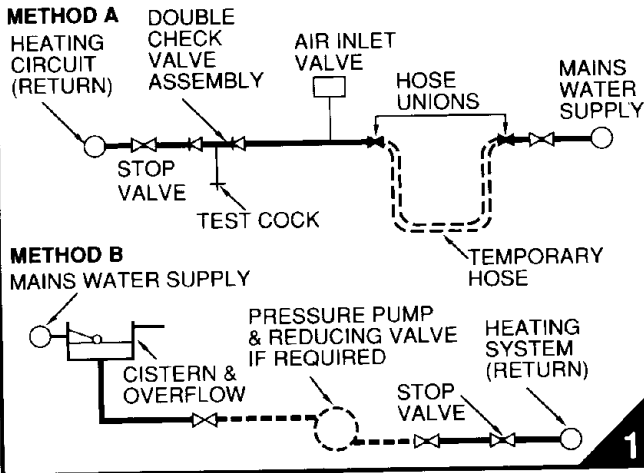 METHOD A
HEATING
CIRCUIT
(RETURN)
DOUBLE
CHECK
VALVE
ASSEMBLY
AIR INLET
VALVE
HOSE
UNIONS
MAINS
WATER
SUPPLY
STOP
VALVE
TEST COCK
TEMPORARY
HOSE
METHOD B
MAINS WATER SUPPLY
CISTERN &
OVERFLOW
PRESSURE PUMP
& REDUCING VALVE
IF REQUIRED
STOP
VALVE
HEATING
SYSTEM
(RETURN)
1